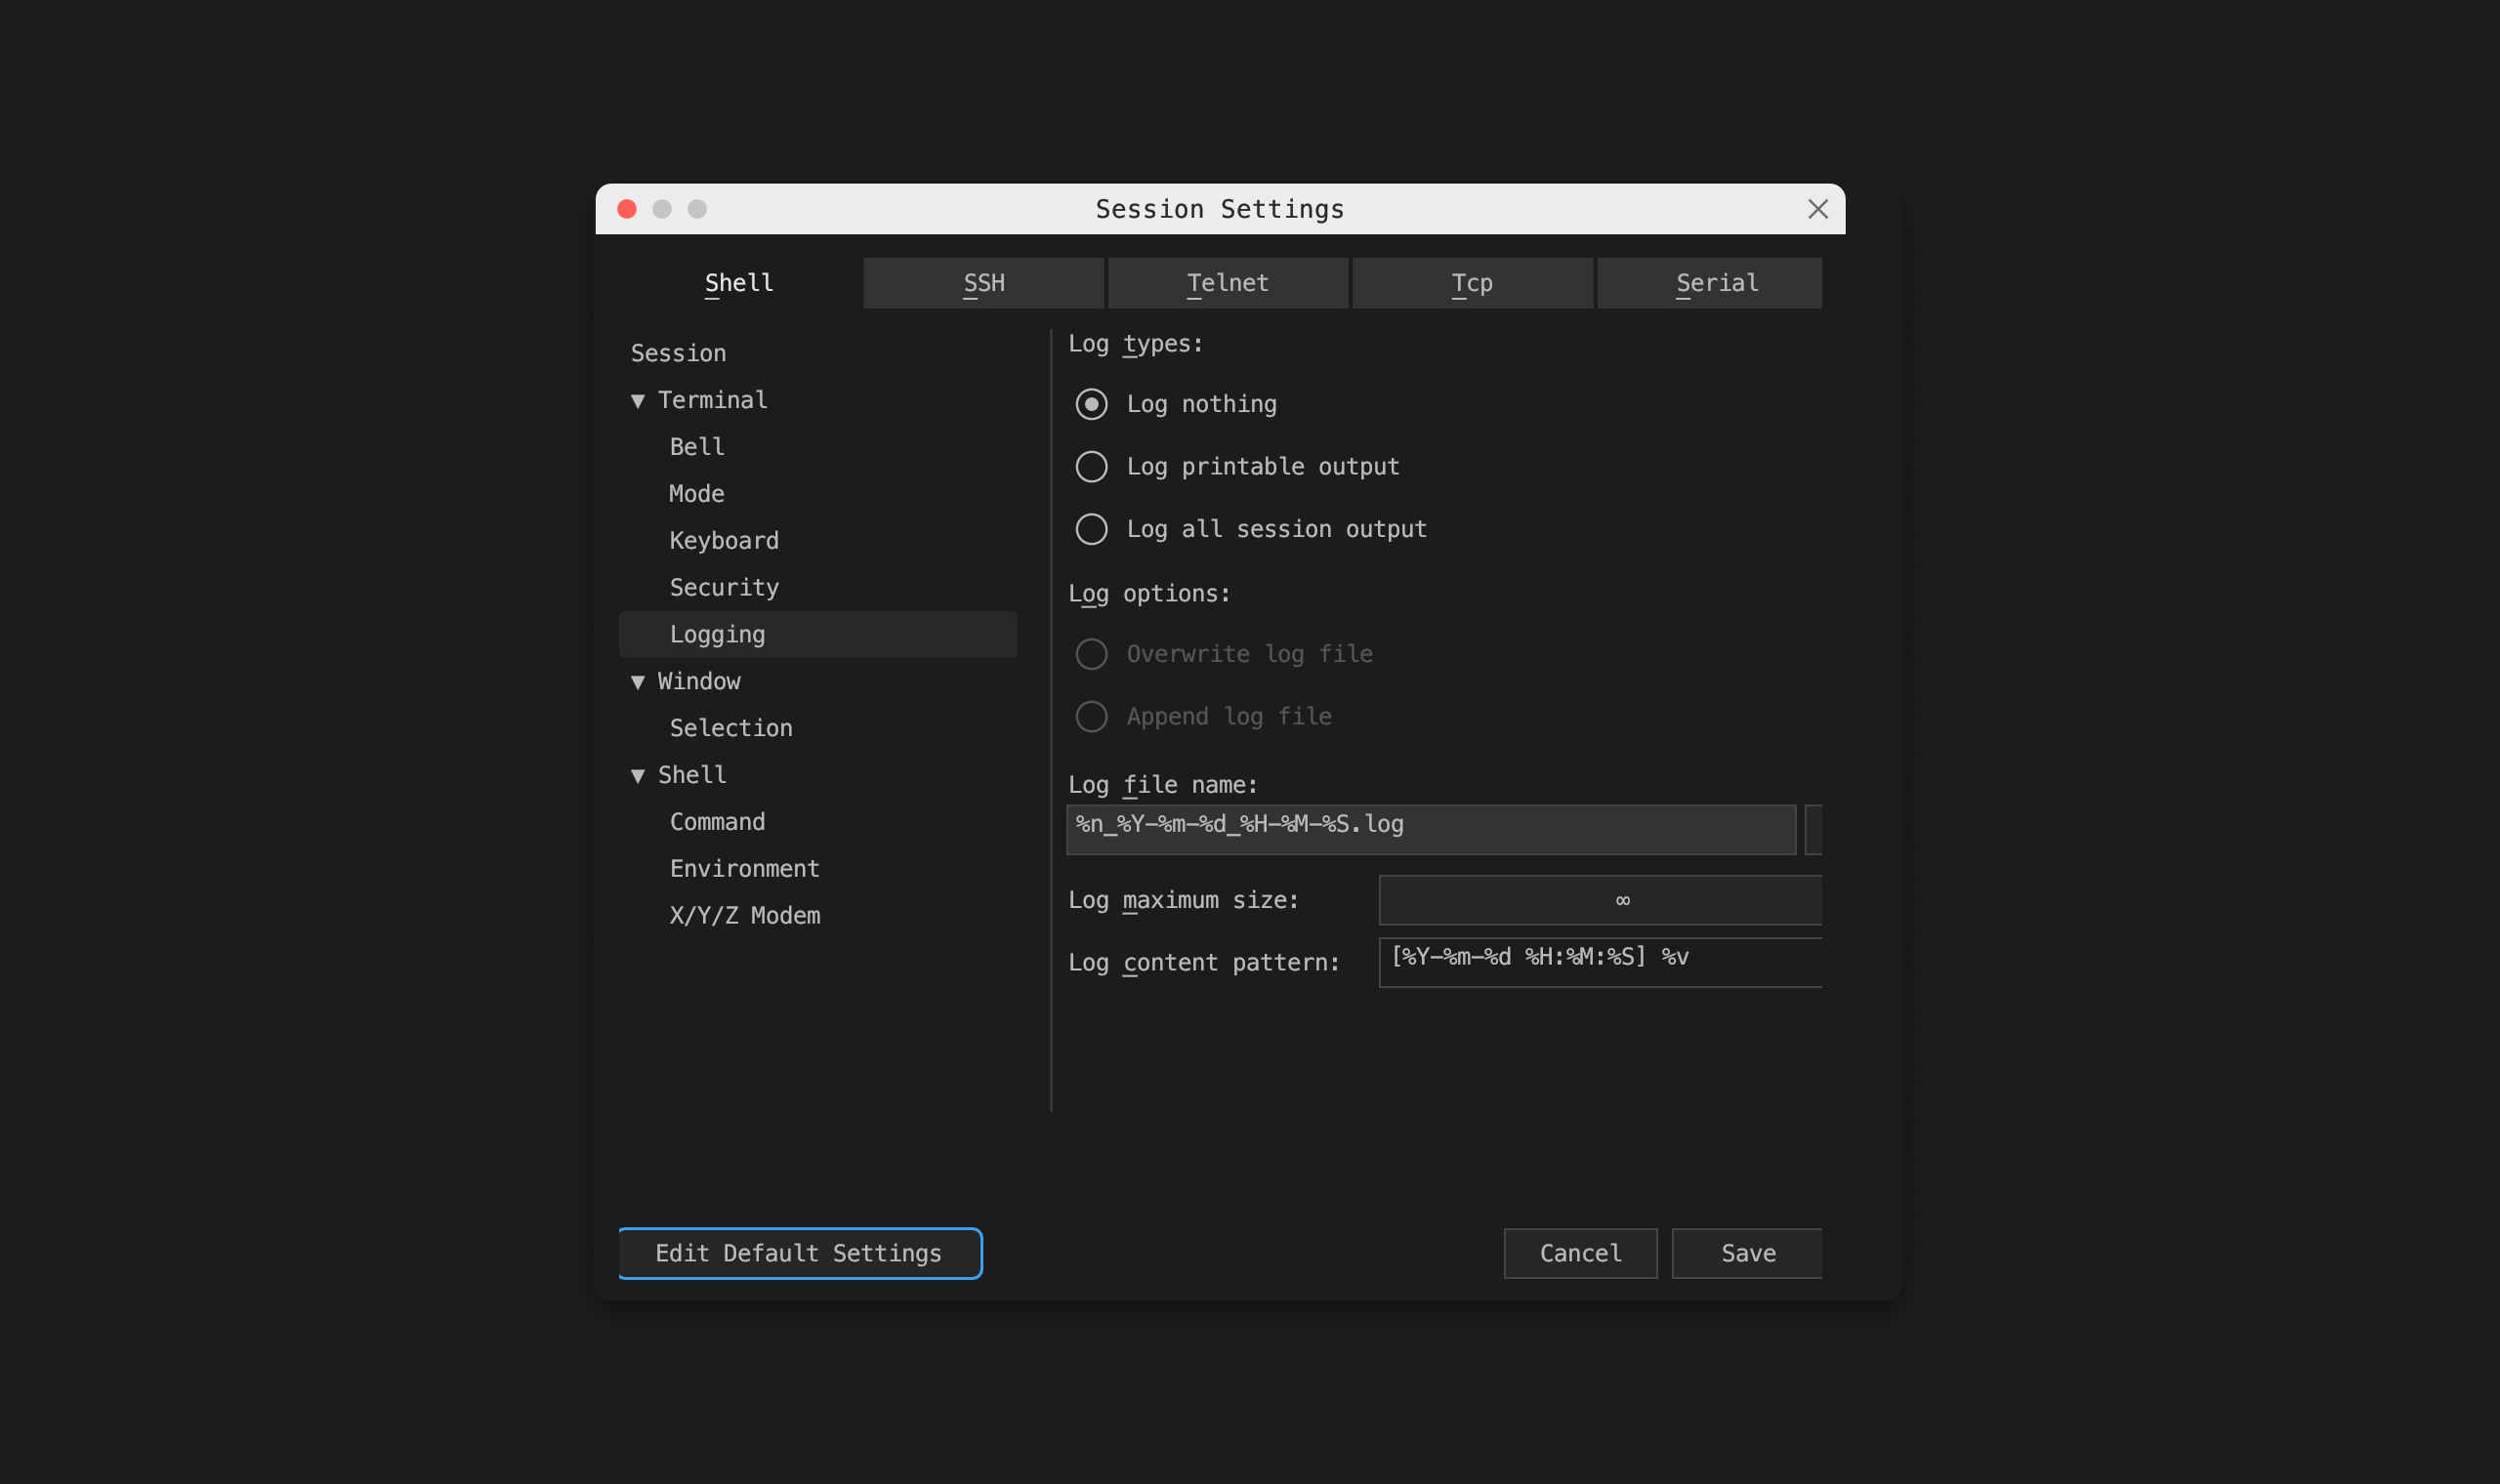 Session Settings
Shell SSH Telnet Tcp Serial
Session
▼ Terminal
Bell
Mode
Keyboard
Security
Logging
▼ Window
Selection
▼ Shell
Command
Environment
X/Y/Z Modem
Log types:
Log nothing
Log printable output
Log all session output
Log options:
Overwrite log file
Append log file
Log file name:
%n_%Y-%m-%d_%H-%M-%S.log
Log maximum size: ∞
Log content pattern: [%Y-%m-%d %H:%M:%S] %v
Edit Default Settings Cancel Save